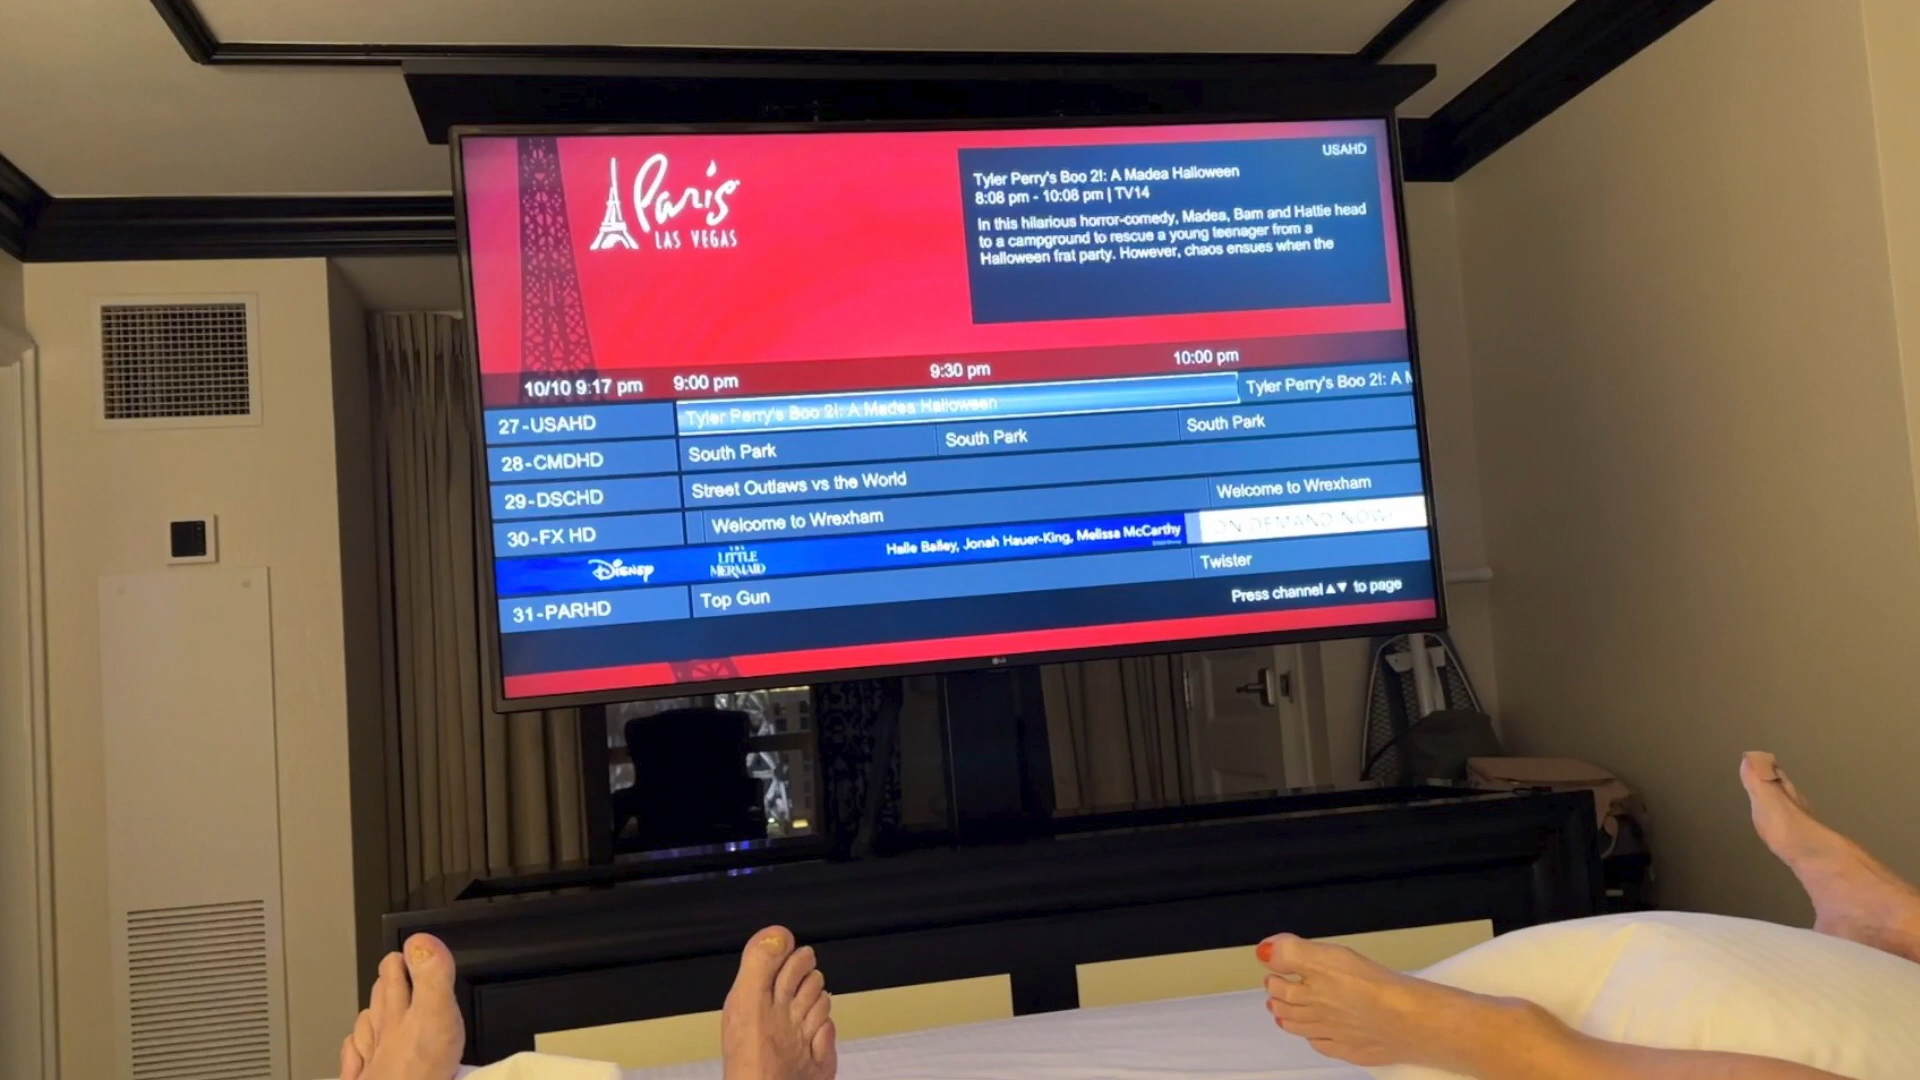 Paris
LAS VEGAS
USAHD
Tyler Perry's Boo 2!: A Madea Halloween
8:08 pm - 10:08 pm | TV14
In this hilarious horror-comedy, Madea, Bam and Hattie head
to a campground to rescue a young teenager from a
Halloween frat party. However, chaos ensues when the
10/10 9:17 pm 9:00 pm 9:30 pm 10:00 pm
27-USAHD Tyler Perry's Boo 2!: A Madea Halloween Tyler Perry's Boo 2!: A
28-CMDHD South Park South Park South Park
29-DSCHD Street Outlaws vs the World
30-FX HD Welcome to Wrexham Welcome to Wrexham
Disney THE LITTLE MERMAID Halle Bailey, Jonah Hauer-King, Melissa McCarthy ON DEMAND NOW!
31-PARHD Top Gun Twister
Press channel ▲▼ to page
LG